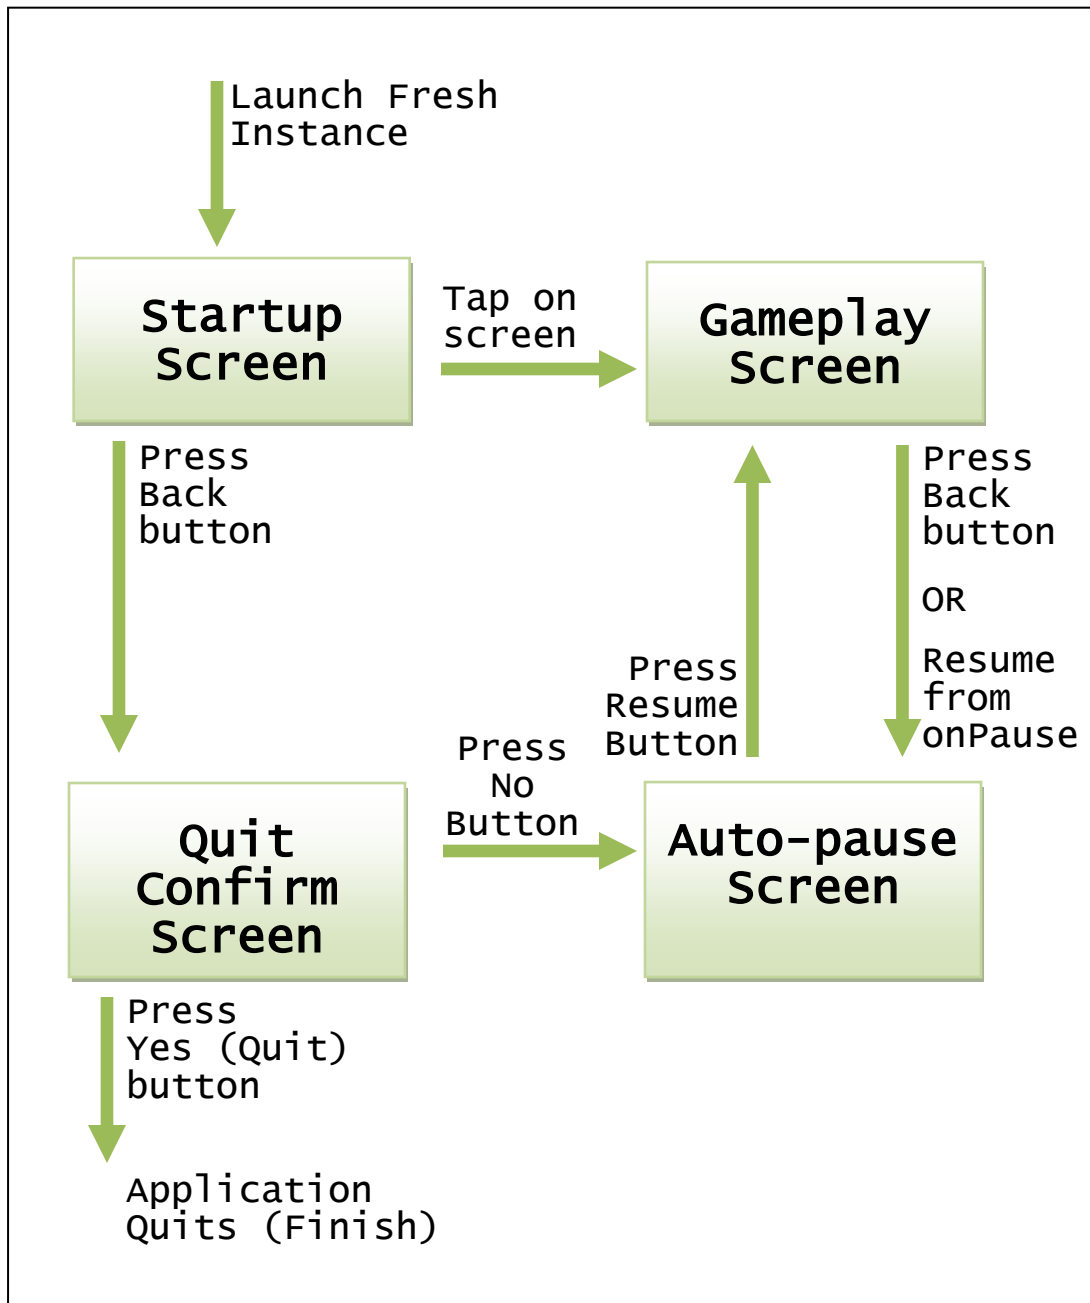 Launch Fresh
Instance
Startup
Screen
Tap on
screen
Gameplay
Screen
Press
Back
button
Press
Back
button
OR
Resume
from
onPause
Press
Resume
Button
Press
No
Button
Quit
Confirm
Screen
Auto-pause
Screen
Press
Yes (Quit)
button
Application
Quits (Finish)